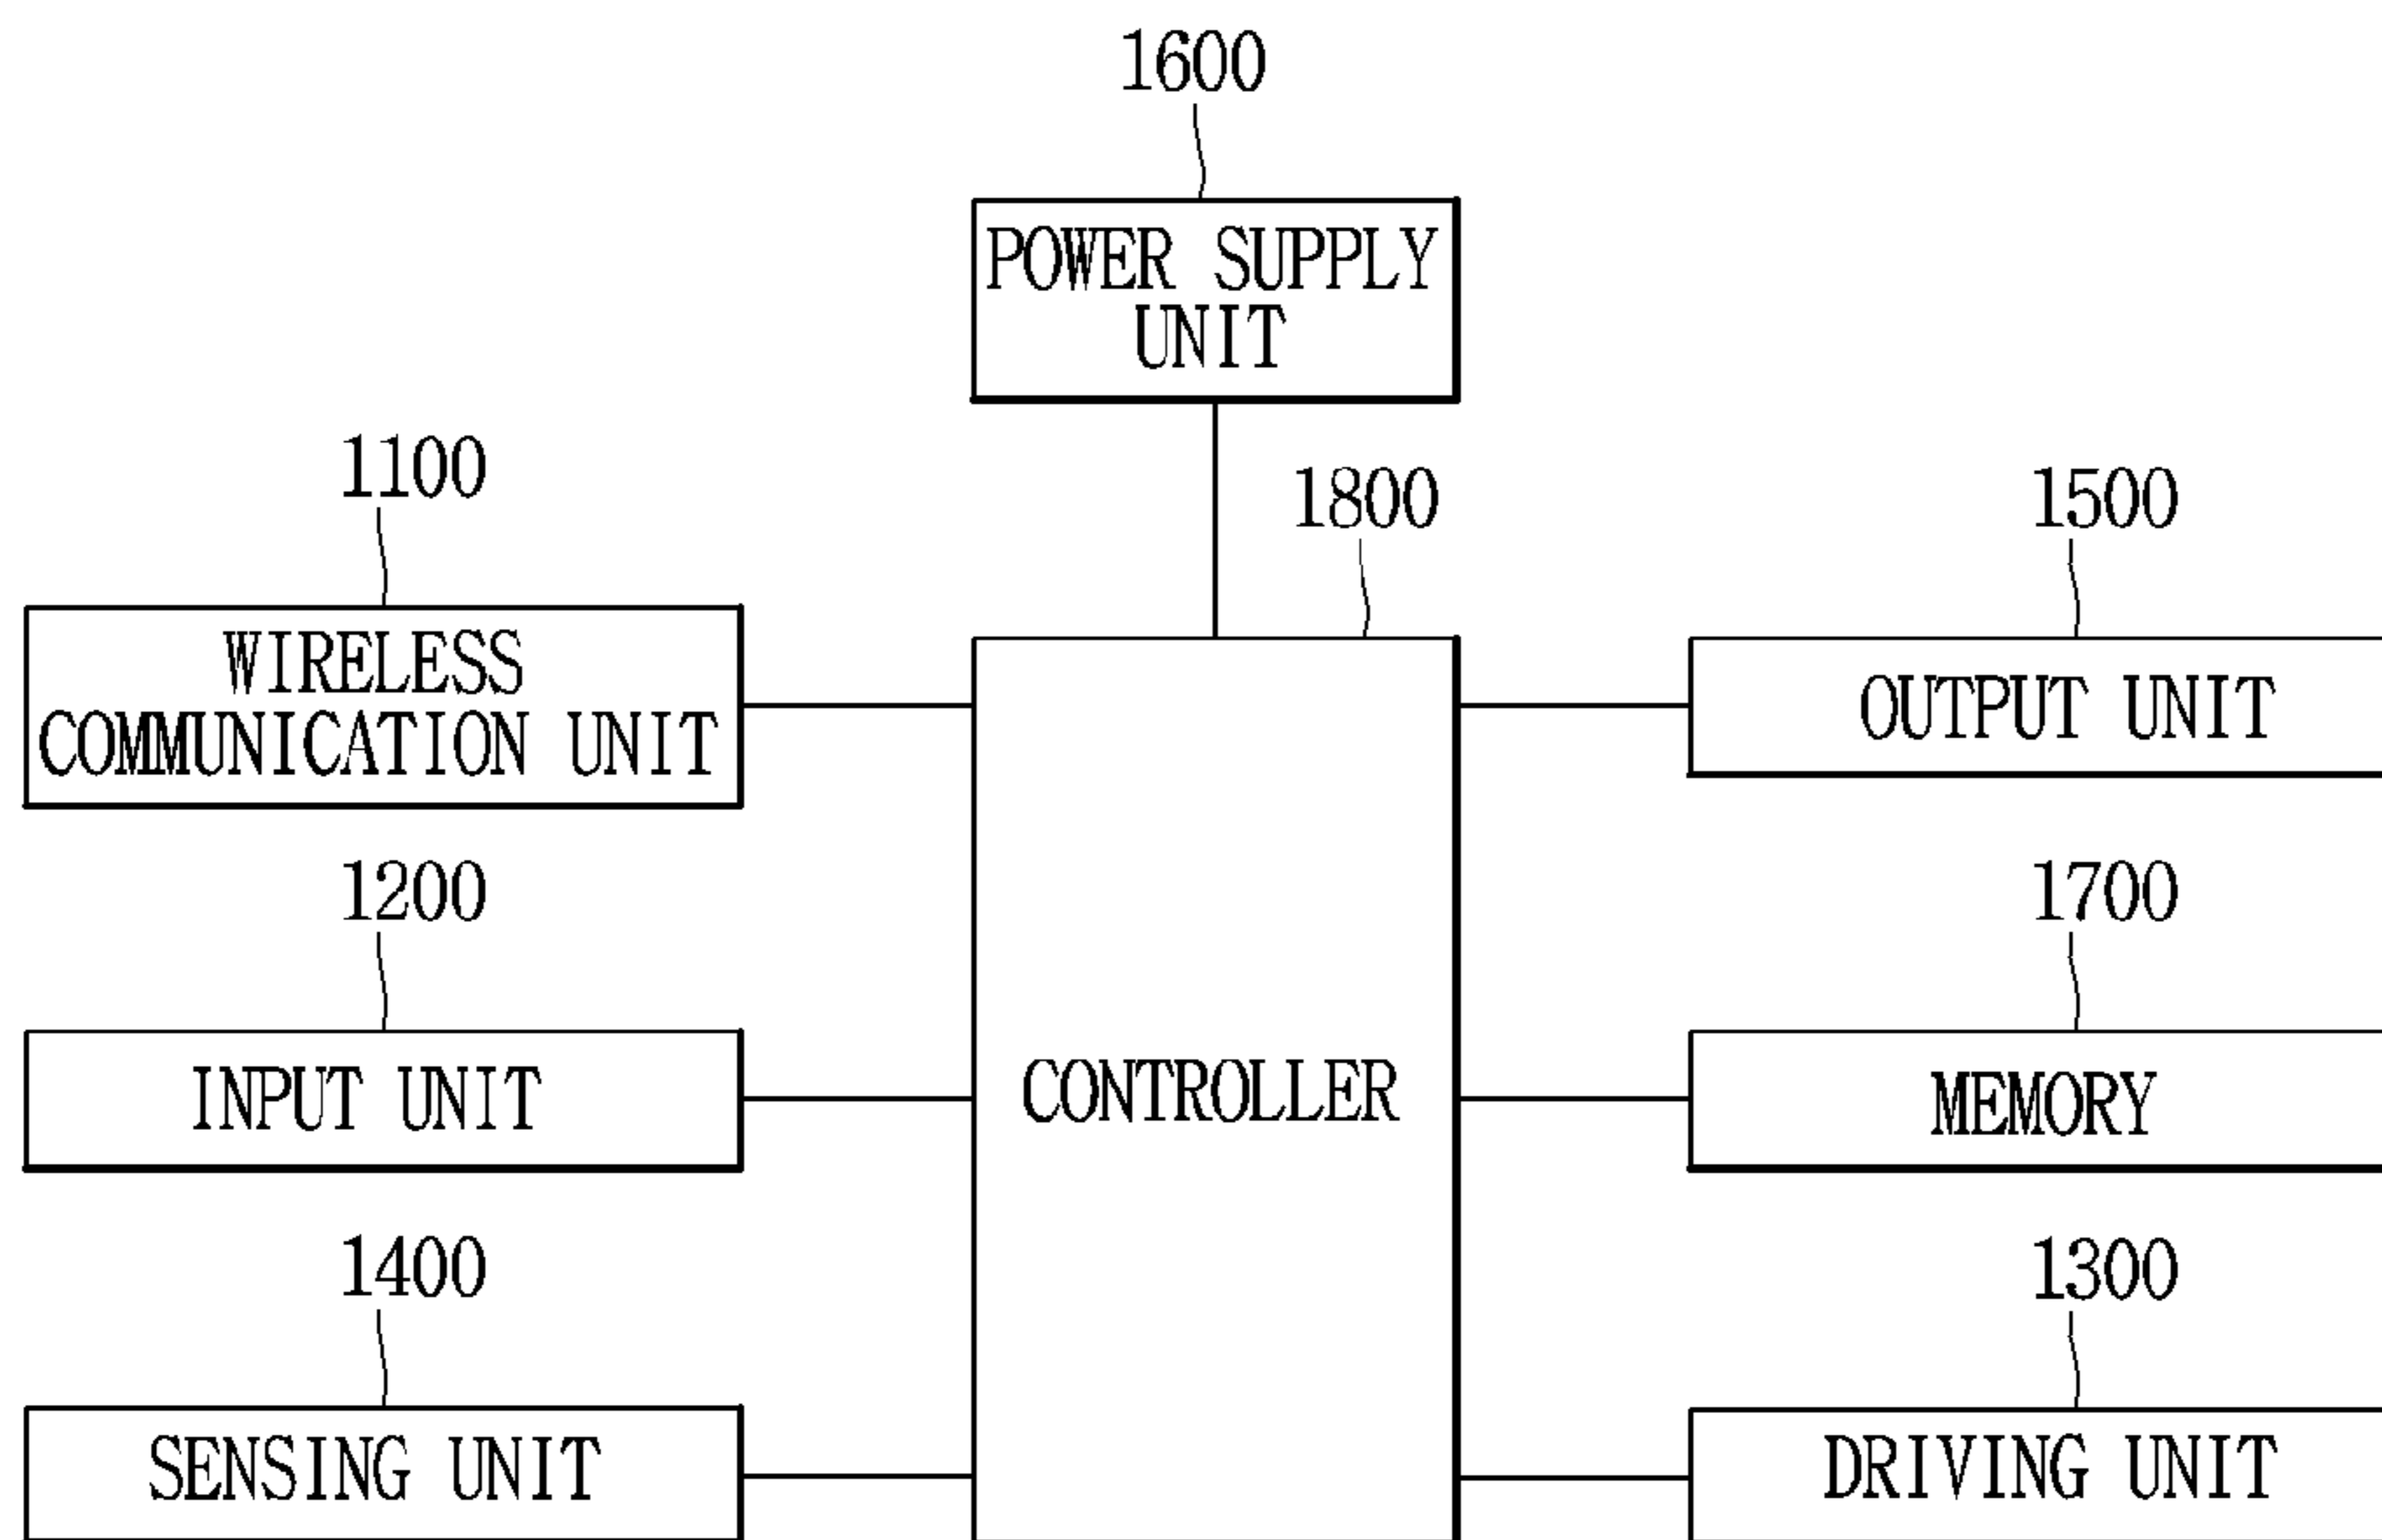 1600
POWER SUPPLY
UNIT
1100
1800
1500
WIRELESS
COMMUNICATION UNIT
OUTPUT UNIT
1200
1700
INPUT UNIT
CONTROLLER
MEMORY
1400
1300
SENSING UNIT
DRIVING UNIT